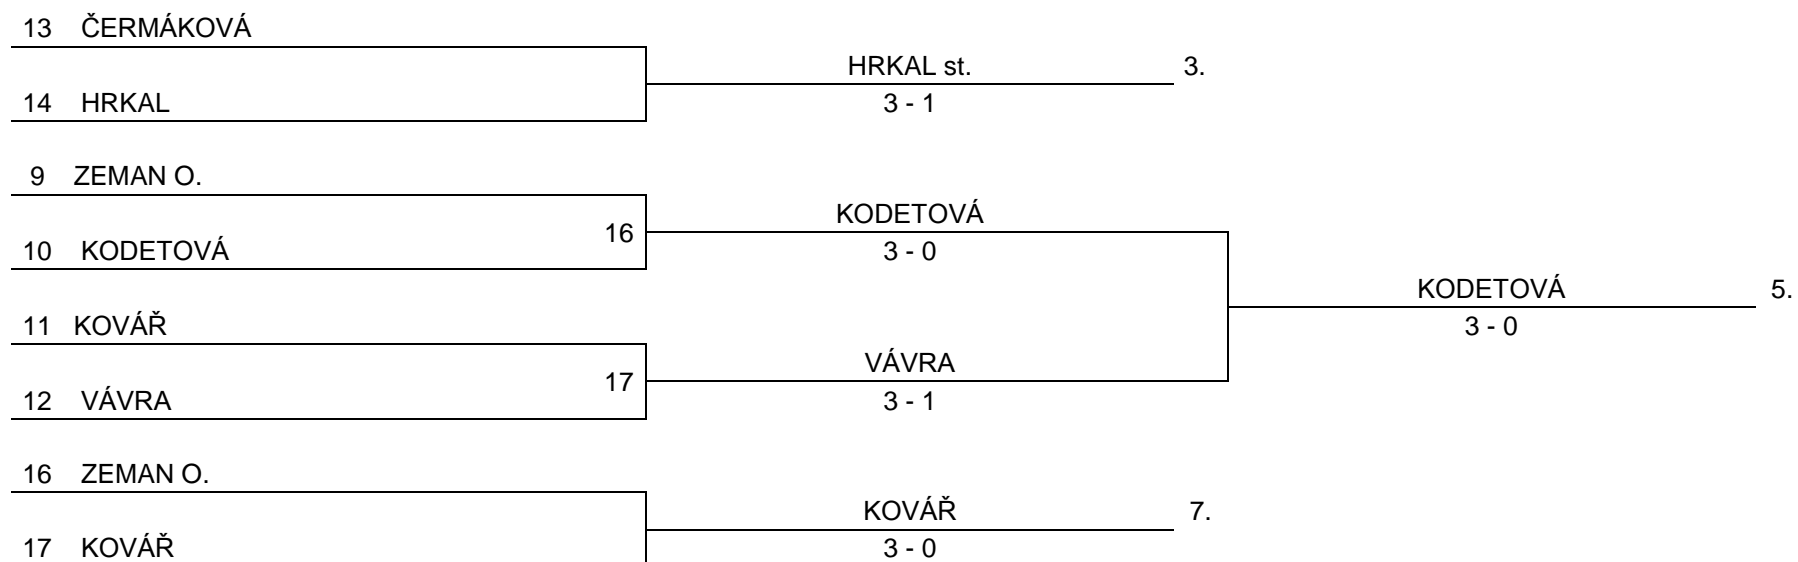 13 ČERMÁKOVÁ
HRKAL st. 3.
14 HRKAL 3 - 1
9 ZEMAN O.
KODETOVÁ
16
10 KODETOVÁ 3 - 0
KODETOVÁ 5.
11 KOVÁŘ 3 - 0
VÁVRA
17
12 VÁVRA 3 - 1
16 ZEMAN O.
KOVÁŘ 7.
17 KOVÁŘ 3 - 0